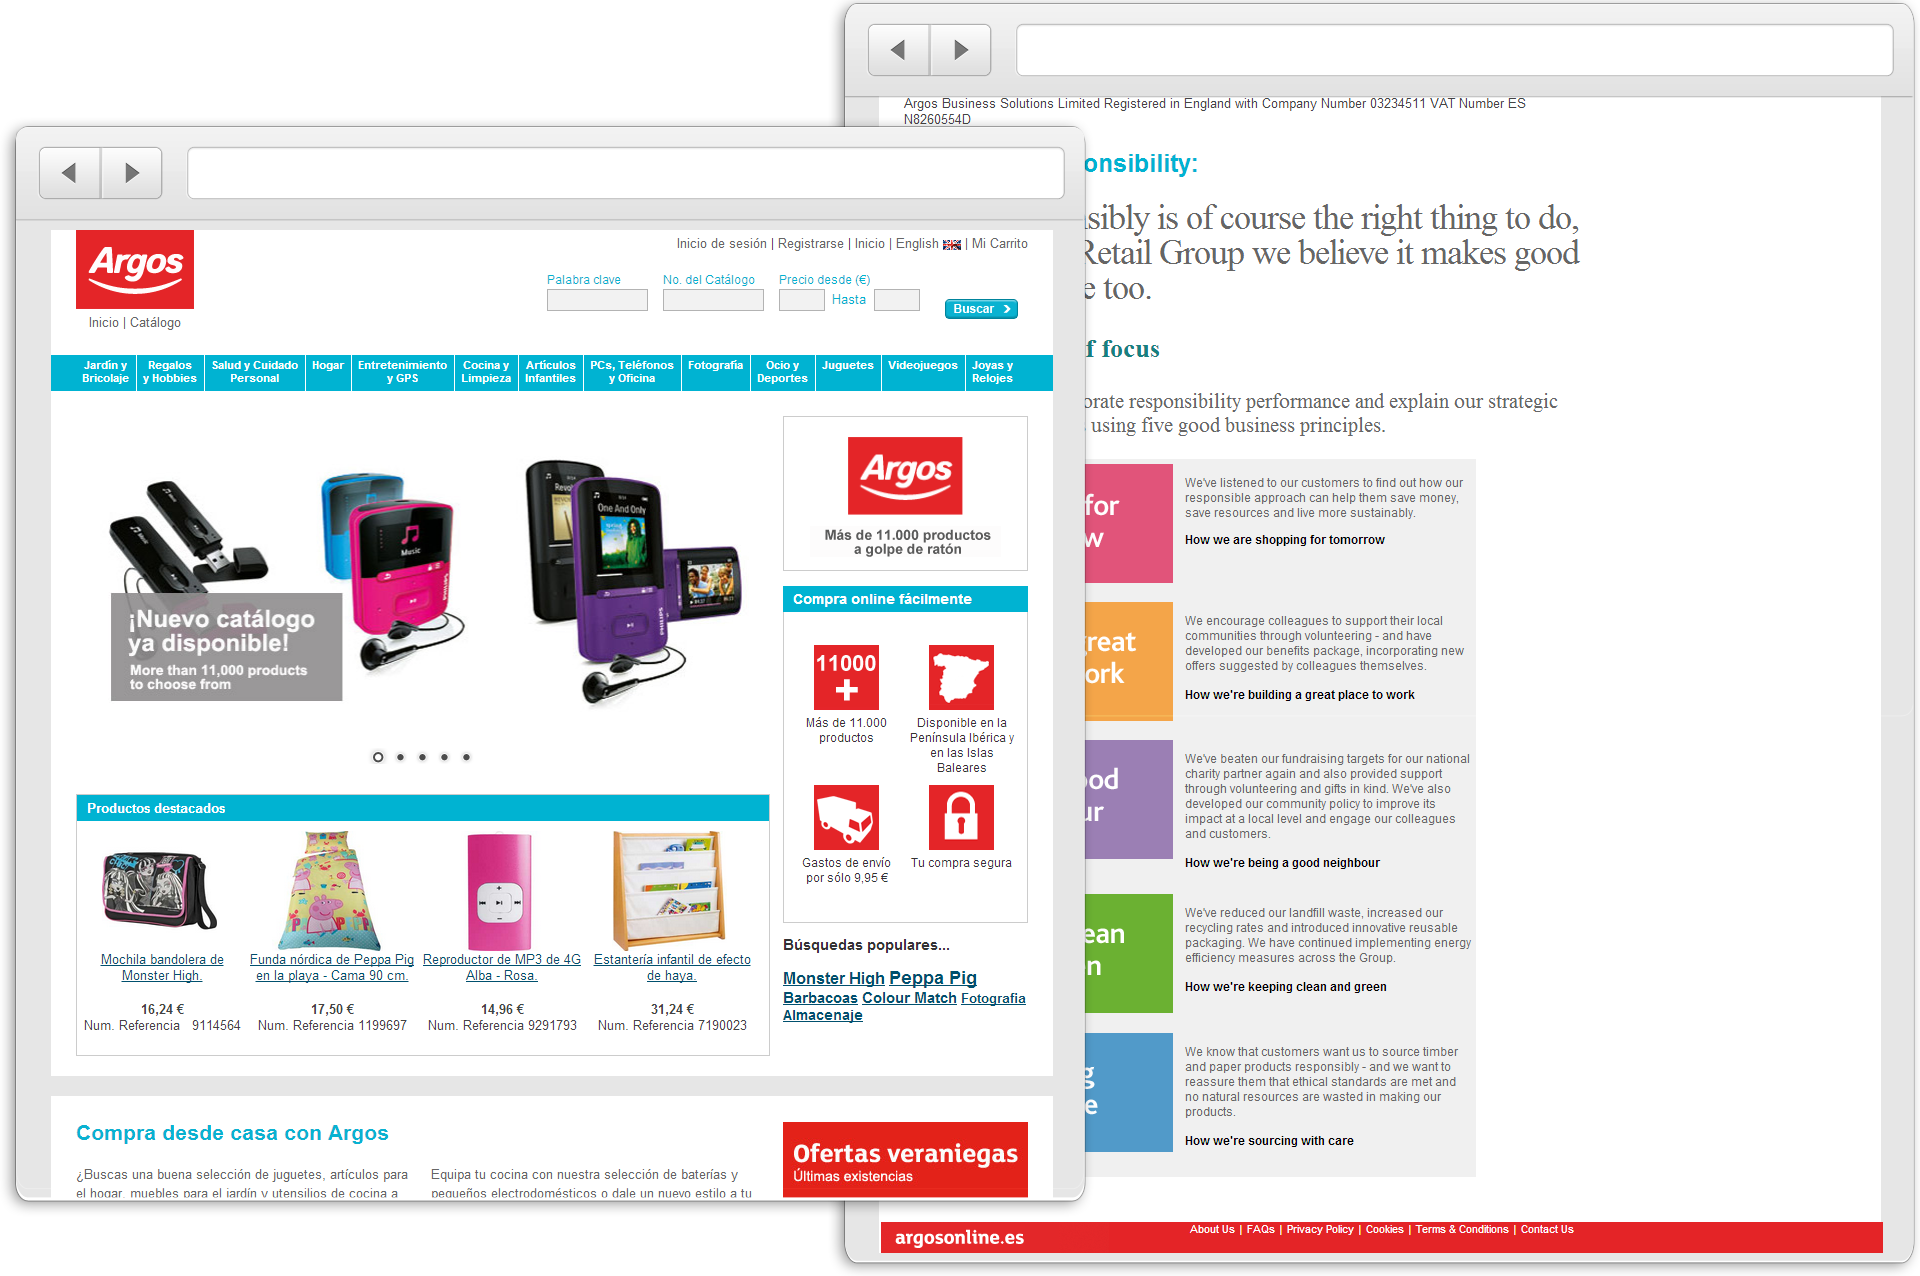 Argos Business Solutions Limited Registered in England with Company Number 03234511 VAT Number ES
N8260554D
onsibility:
sibly is of course the right thing to do,
Retail Group we believe it makes good
e too.
f focus
orate responsibility performance and explain our strategic
using five good business principles.
for
w
We've listened to our customers to find out how our
responsible approach can help them save money,
save resources and live more sustainably.
How we are shopping for tomorrow
reat
ork
We encourage colleagues to support their local
communities through volunteering - and have
developed our benefits package, incorporating new
offers suggested by colleagues themselves.
How we're building a great place to work
ood
ur
We've beaten our fundraising targets for our national
charity partner again and also provided support
through volunteering and gifts in kind. We've also
developed our community policy to improve its
impact at a local level and engage our colleagues
and customers.
How we're being a good neighbour
ean
n
We've reduced our landfill waste, increased our
recycling rates and introduced innovative reusable
packaging. We have continued implementing energy
efficiency measures across the Group.
How we're keeping clean and green
g
e
We know that customers want us to source timber
and paper products responsibly - and we want to
reassure them that ethical standards are met and
no natural resources are wasted in making our
products.
How we're sourcing with care
argosonline.es
About Us | FAQs | Privacy Policy | Cookies | Terms & Conditions | Contact Us
Argos
Inicio | Catálogo
Inicio de sesión | Registrarse | Inicio | English | Mi Carrito
Palabra clave No. del Catálogo Precio desde (€)
Hasta
Buscar
Jardín y Bricolaje
Regalos y Hobbies
Salud y Cuidado Personal
Hogar
Entretenimiento y GPS
Cocina y Limpieza
Artículos Infantiles
PCs, Teléfonos y Oficina
Fotografía
Ocio y Deportes
Juguetes
Videojuegos
Joyas y Relojes
Music
One And Only
¡Nuevo catálogo
ya disponible!
More than 11,000 products
to choose from
Argos
Más de 11.000 productos
a golpe de ratón
Compra online fácilmente
11000
+
Más de 11.000
productos
Disponible en la
Península Ibérica y
en las Islas
Baleares
Gastos de envío
por sólo 9,95 €
Tu compra segura
Búsquedas populares...
Monster High Peppa Pig
Barbacoas Colour Match Fotografia
Almacenaje
Productos destacados
Mochila bandolera de
Monster High.
16,24 €
Num. Referencia 9114564
Funda nórdica de Peppa Pig
en la playa - Cama 90 cm.
17,50 €
Num. Referencia 1199697
Reproductor de MP3 de 4G
Alba - Rosa.
14,96 €
Num. Referencia 9291793
Estantería infantil de efecto
de haya.
31,24 €
Num. Referencia 7190023
Compra desde casa con Argos
¿Buscas una buena selección de juguetes, artículos para
el hogar, muebles para el jardín y utensilios de cocina a
Equipa tu cocina con nuestra selección de baterías y
pequeños electrodomésticos o dale un nuevo estilo a tu
Ofertas veraniegas
Últimas existencias